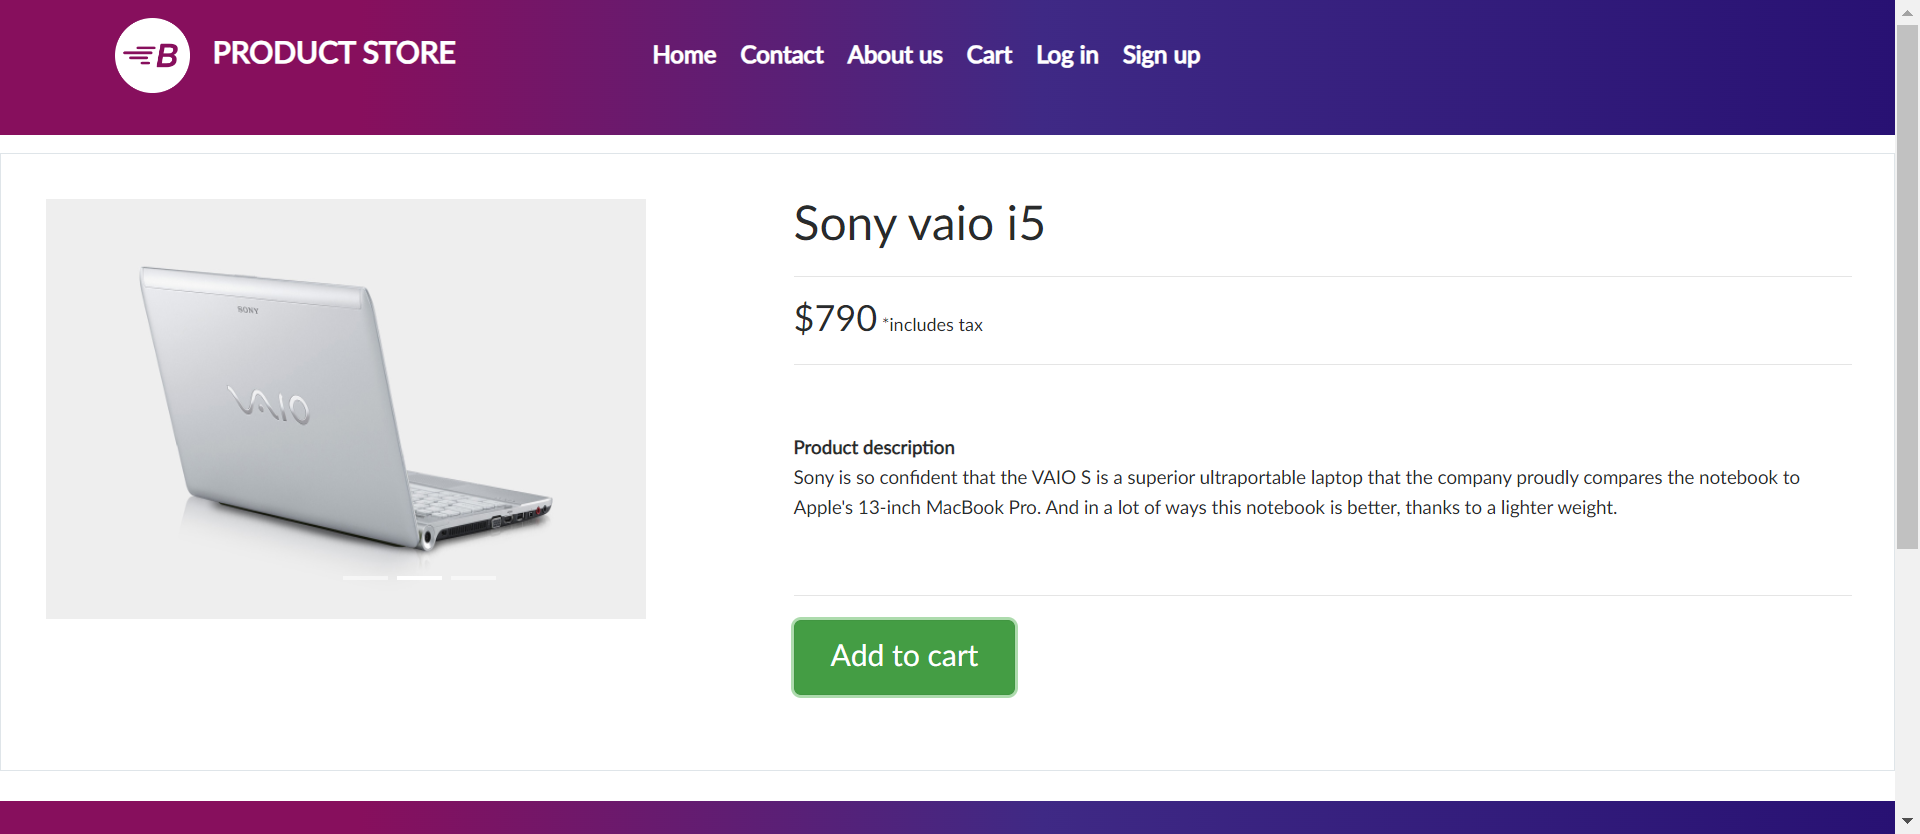 B PRODUCT STORE
Home Contact About us Cart Log in Sign up
SONY
VAIO
Sony vaio i5
$790 *includes tax
Product description
Sony is so confident that the VAIO S is a superior ultraportable laptop that the company proudly compares the notebook to
Apple's 13-inch MacBook Pro. And in a lot of ways this notebook is better, thanks to a lighter weight.
Add to cart